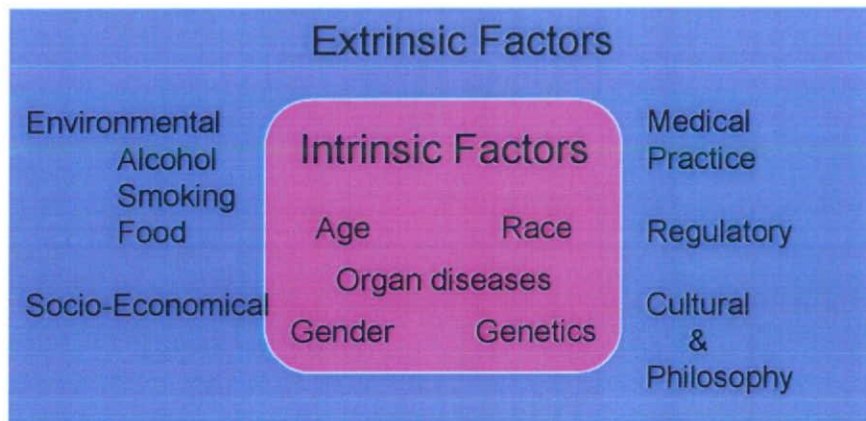 Extrinsic Factors
Environmental
Alcohol
Smoking
Food
Socio-Economical
Intrinsic Factors
Age Race
Organ diseases
Gender Genetics
Medical
Practice
Regulatory
Cultural
&
Philosophy